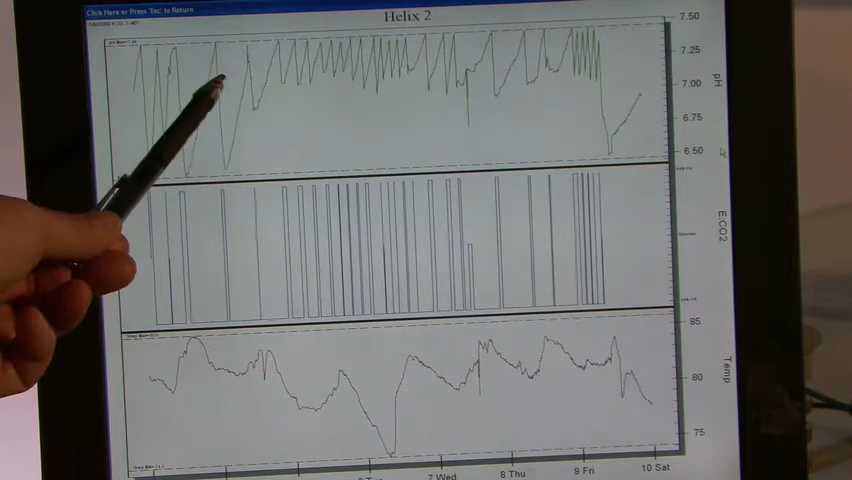 Click Here or Press 'Esc' to Return
Helix 2
7.50
7.25
7.00
6.75
6.50
pH
E:CO2
85
80
75
Temp
7 Wed
8 Thu
9 Fri
10 Sat